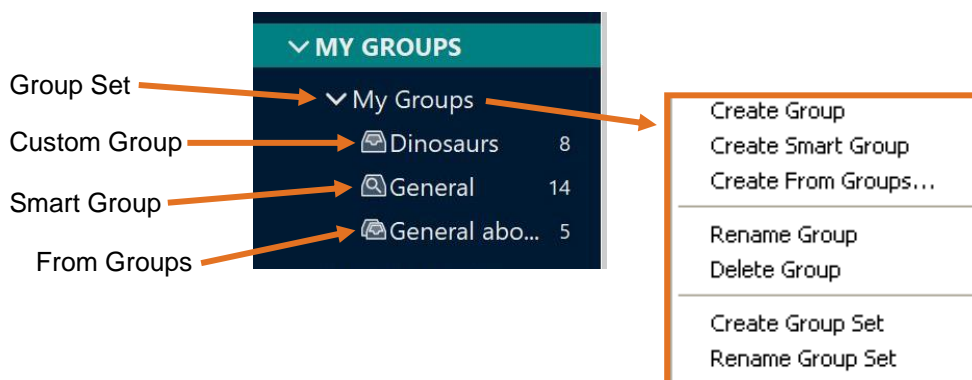 MY GROUPS
Group Set
My Groups
Custom Group
Dinosaurs 8
Smart Group
General 14
From Groups
General abo... 5
Create Group
Create Smart Group
Create From Groups...
Rename Group
Delete Group
Create Group Set
Rename Group Set